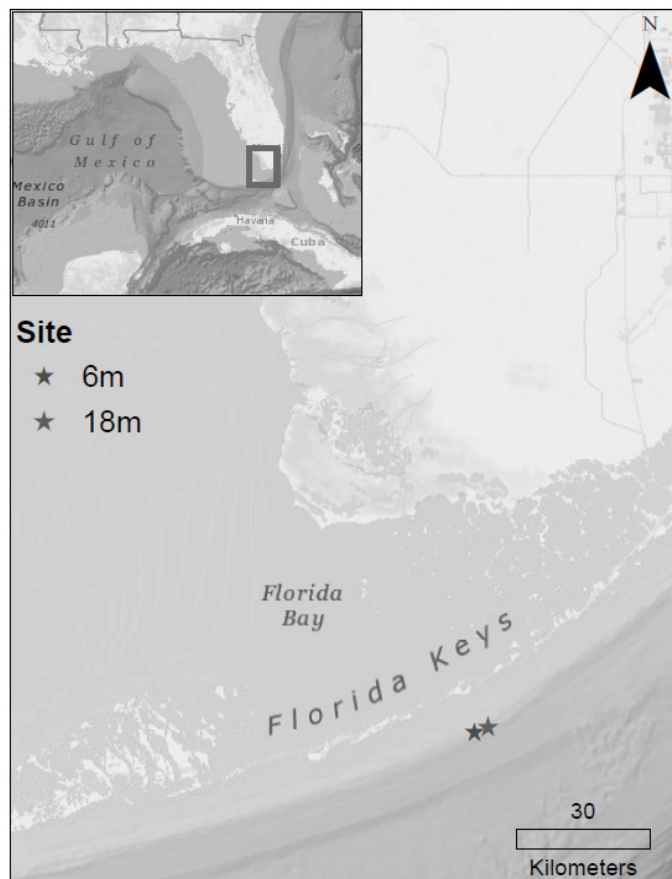 N
Gulf of
Mexico
Mexico
Basin
4011
Havana
Cuba
Site
6m
18m
Florida
Bay
Florida Keys
30
Kilometers